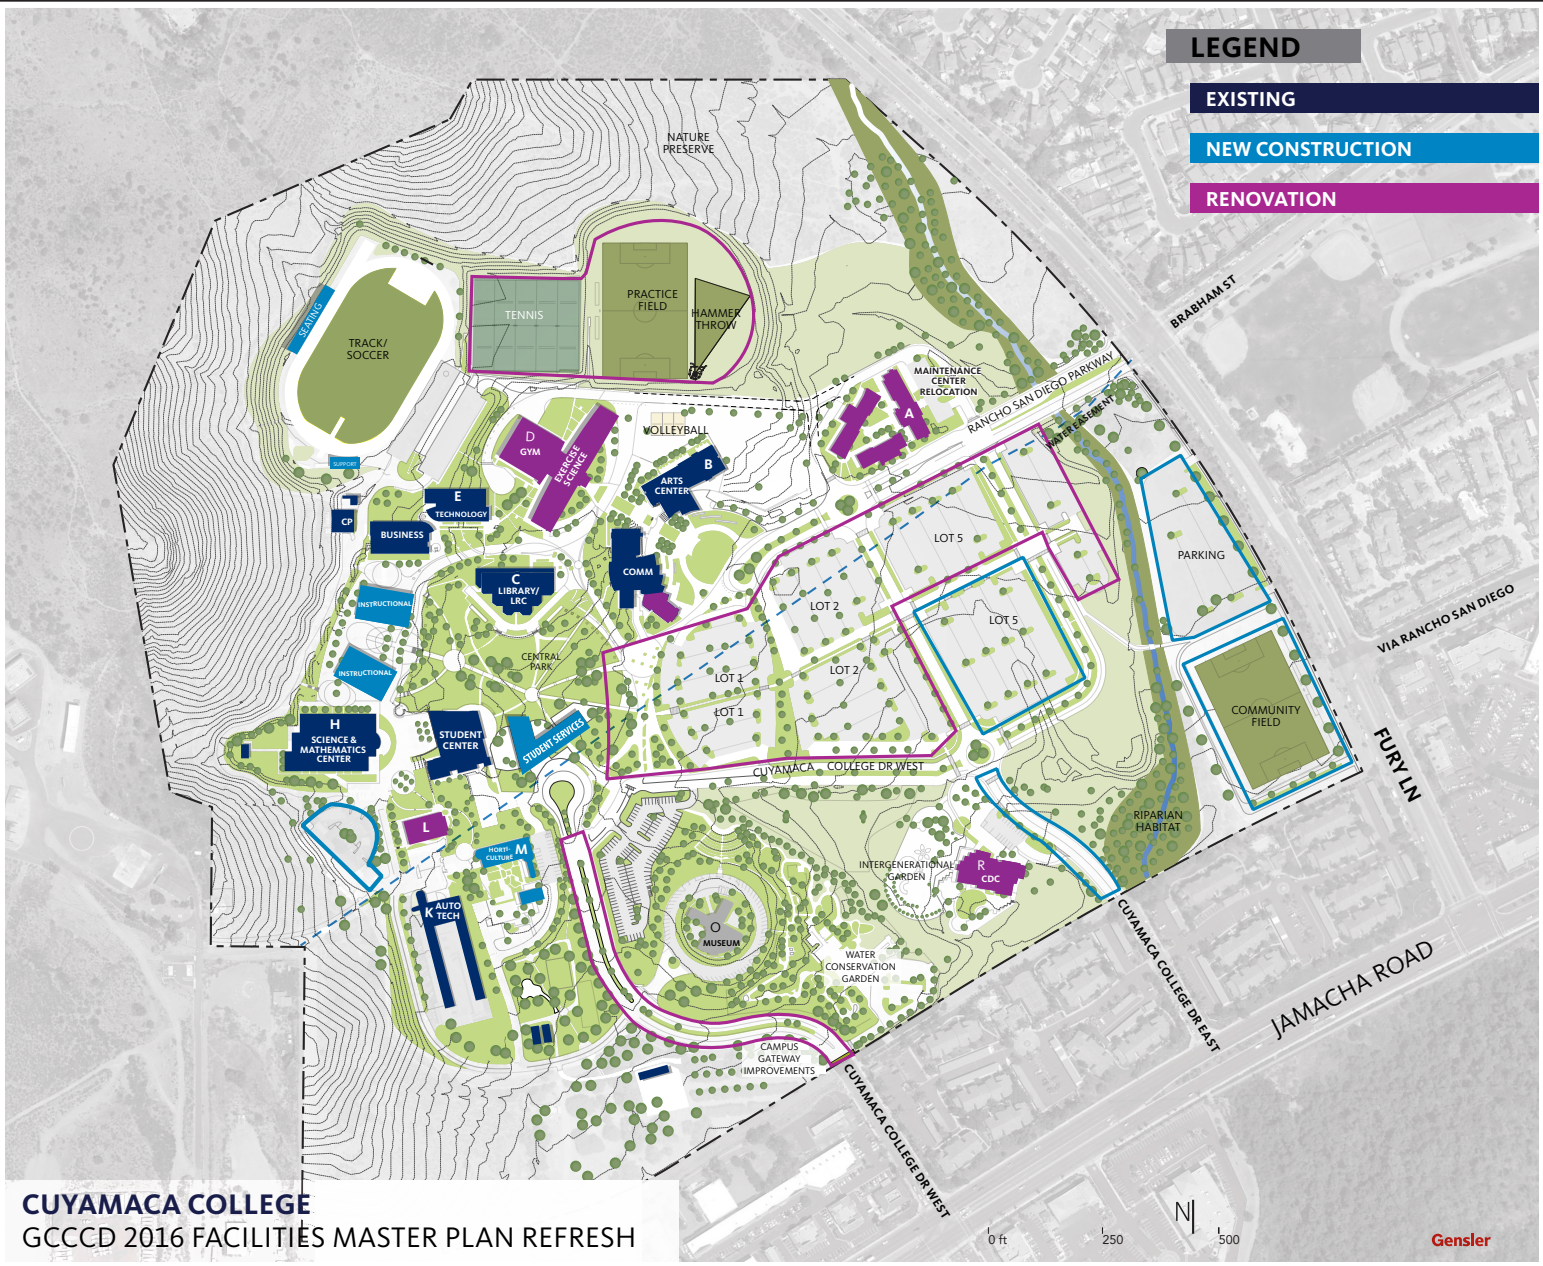 LEGEND
EXISTING
NEW CONSTRUCTION
RENOVATION
NATURE
PRESERVE
BRABHAM ST
SEATING
TRACK/
SOCCER
TENNIS
PRACTICE
FIELD
HAMMER
THROW
MAINTENANCE
CENTER
RELOCATION
RANCHO SAN DIEGO PARKWAY
WATER EASEMENT
A
VOLLEYBALL
D
GYM
EXERCISE
SCIENCE
B
ARTS
CENTER
SUPPORT
E
TECHNOLOGY
CP
BUSINESS
C
LIBRARY/
LRC
COMM
INSTRUCTIONAL
INSTRUCTIONAL
CENTRAL
PARK
LOT 5
LOT 2
LOT 5
LOT 2
LOT 1
LOT 1
PARKING
VIA RANCHO SAN DIEGO
COMMUNITY
FIELD
FURY LN
H
SCIENCE &
MATHEMATICS
CENTER
STUDENT
CENTER
STUDENT SERVICES
CUYAMACA COLLEGE DR WEST
RIPARIAN
HABITAT
L
HORTI-
CULTURE
M
INTERGENERATIONAL
GARDEN
R
CDC
K
AUTO
TECH
O
MUSEUM
WATER
CONSERVATION
GARDEN
CUYAMACA COLLEGE DR EAST
JAMACHA ROAD
CAMPUS
GATEWAY
IMPROVEMENTS
CUYAMACA COLLEGE DR WEST
CUYAMACA COLLEGE
GCCCD 2016 FACILITIES MASTER PLAN REFRESH
N
0 ft
250
500
Gensler